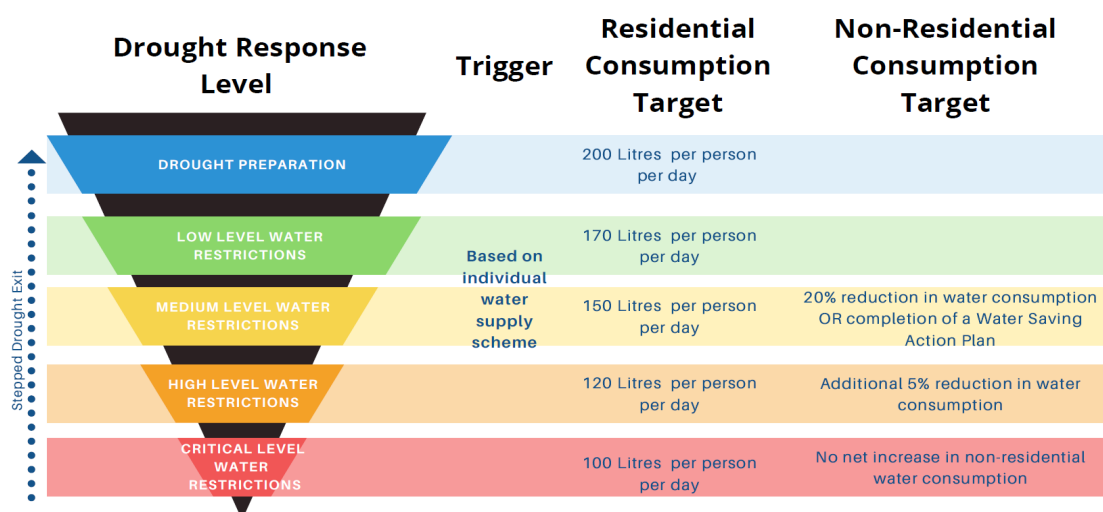 Drought Response
Level
Trigger
Residential
Consumption
Target
Non-Residential
Consumption
Target
DROUGHT PREPARATION
200 Litres per person
per day
LOW LEVEL WATER
RESTRICTIONS
170 Litres per person
per day
Based on
individual
water
supply
scheme
MEDIUM LEVEL WATER
RESTRICTIONS
150 Litres per person
per day
20% reduction in water consumption
OR completion of a Water Saving
Action Plan
HIGH LEVEL WATER
RESTRICTIONS
120 Litres per person
per day
Additional 5% reduction in water
consumption
CRITICAL LEVEL
WATER
RESTRICTIONS
100 Litres per person
per day
No net increase in non-residential
water consumption
Stepped Drought Exit